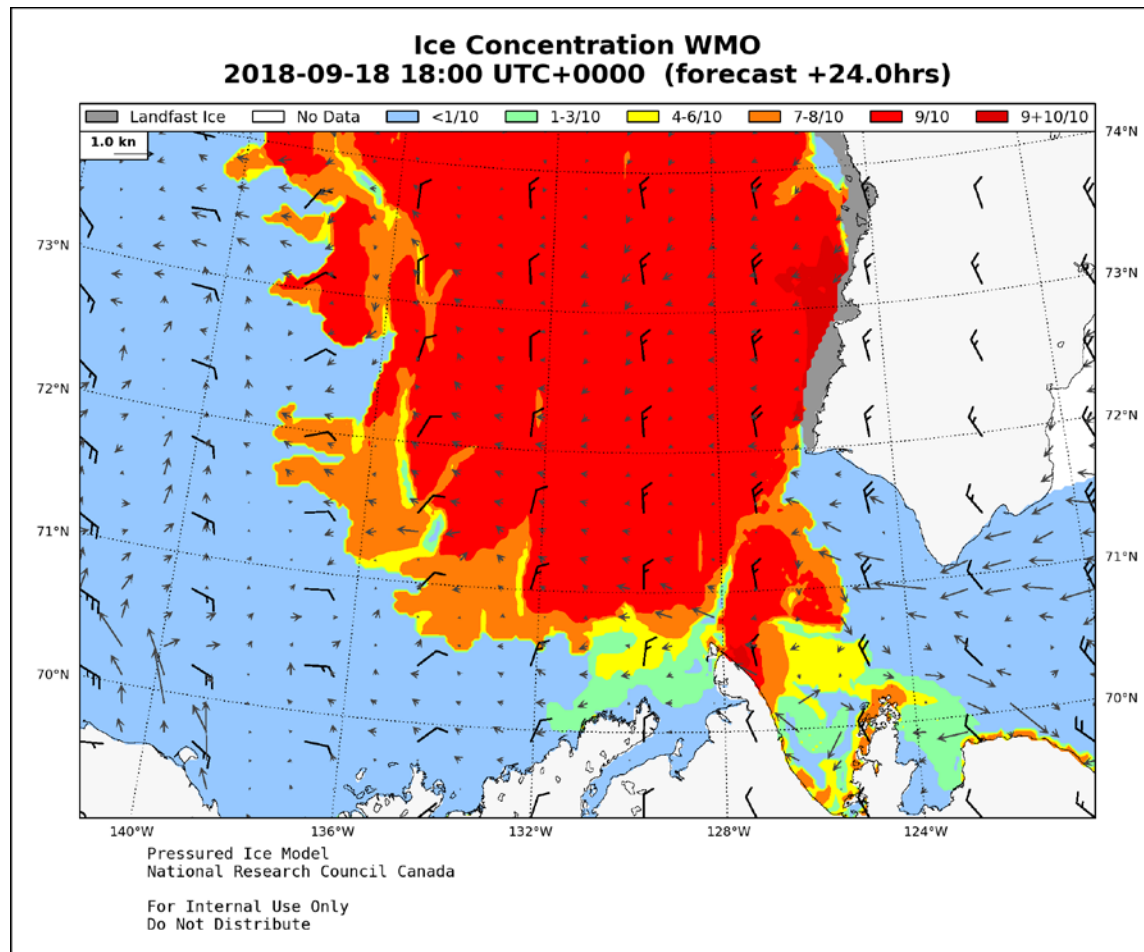 Ice Concentration WMO
2018-09-18 18:00 UTC+0000 (forecast +24.0hrs)
Landfast Ice No Data <1/10 1-3/10 4-6/10 7-8/10 9/10 9+10/10
1.0 kn
74°N
73°N 73°N
72°N 72°N
71°N 71°N
70°N 70°N
140°W 136°W 132°W 128°W 124°W
Pressured Ice Model
National Research Council Canada
For Internal Use Only
Do Not Distribute